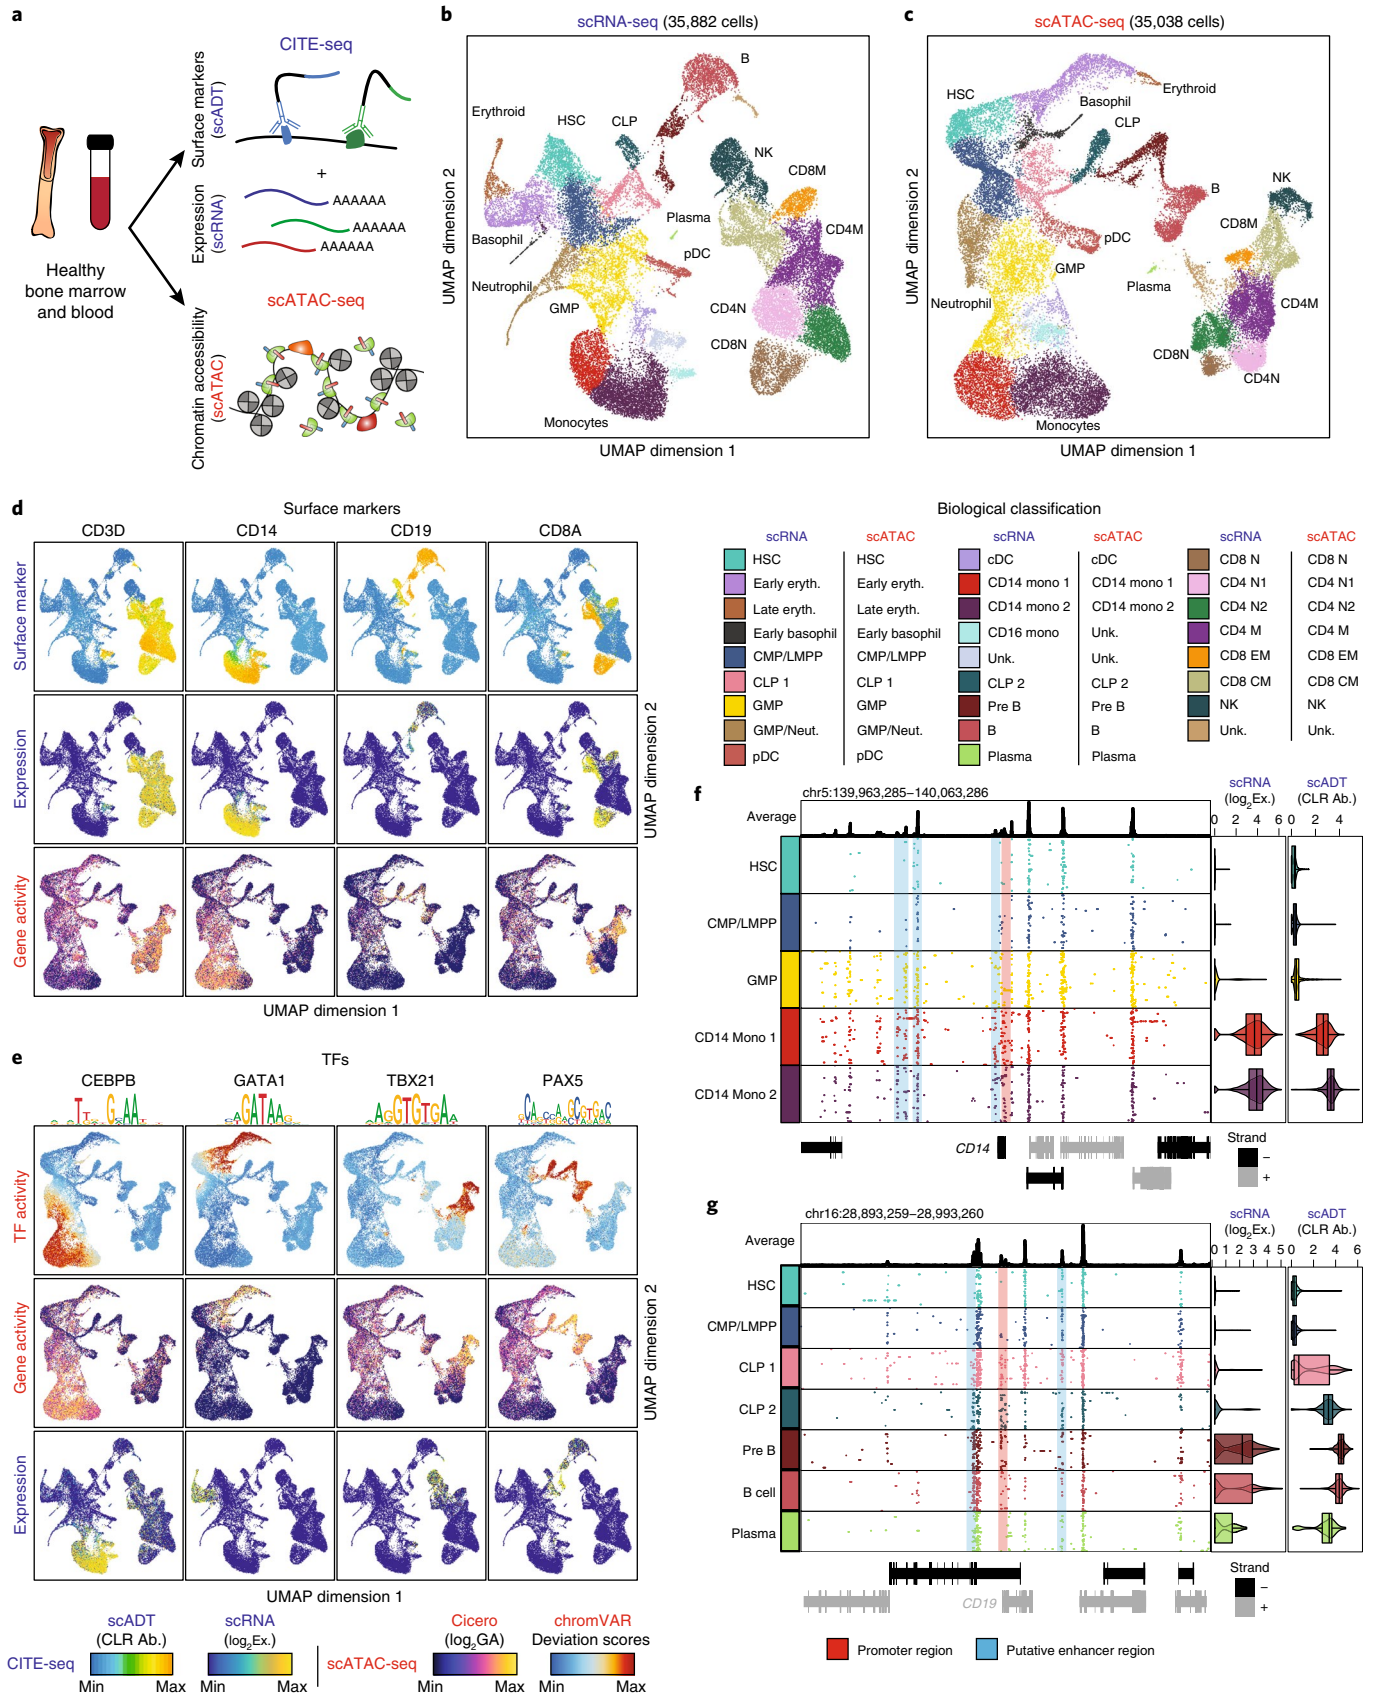 a
CITE-seq
Surface markers
(scADT)
+
Expression
(scRNA)
AAAAAA
AAAAAA
AAAAAA
Healthy
bone marrow
and blood
scATAC-seq
Chromatin accessibility
(scATAC)
b
scRNA-seq (35,882 cells)
B
Erythroid
HSC
CLP
NK
CD8M
Plasma
CD4M
Basophil
pDC
Neutrophil
GMP
CD4N
CD8N
Monocytes
UMAP dimension 2
UMAP dimension 1
c
scATAC-seq (35,038 cells)
HSC
Erythroid
Basophil
CLP
NK
B
CD8M
pDC
GMP
Plasma
Neutrophil
CD4M
CD8N
CD4N
Monocytes
UMAP dimension 2
UMAP dimension 1
d
Surface markers
CD3D
CD14
CD19
CD8A
Surface marker
Expression
Gene activity
UMAP dimension 2
UMAP dimension 1
Biological classification
scRNA
scATAC
scRNA
scATAC
scRNA
scATAC
HSC
HSC
cDC
cDC
CD8 N
CD8 N
Early eryth.
Early eryth.
CD14 mono 1
CD14 mono 1
CD4 N1
CD4 N1
Late eryth.
Late eryth.
CD14 mono 2
CD14 mono 2
CD4 N2
CD4 N2
Early basophil
Early basophil
CD16 mono
Unk.
CD4 M
CD4 M
CMP/LMPP
CMP/LMPP
Unk.
Unk.
CD8 EM
CD8 EM
CLP 1
CLP 1
CLP 2
CLP 2
CD8 CM
CD8 CM
GMP
GMP
Pre B
Pre B
NK
NK
GMP/Neut.
GMP/Neut.
B
B
Unk.
Unk.
pDC
pDC
Plasma
Plasma
e
TFs
CEBPB
GATA1
TBX21
PAX5
TF activity
Gene activity
Expression
UMAP dimension 2
UMAP dimension 1
scADT
(CLR Ab.)
scRNA
(log2Ex.)
Cicero
(log2GA)
chromVAR
Deviation scores
CITE-seq
scATAC-seq
Min
Max
Min
Max
Min
Max
Min
Max
f
chr5:139,963,285–140,063,286
scRNA
(log2Ex.)
scADT
(CLR Ab.)
0 2 4 6
0 2 4
Average
HSC
CMP/LMPP
GMP
CD14 Mono 1
CD14 Mono 2
CD14
Strand
–
+
g
chr16:28,893,259–28,993,260
scRNA
(log2Ex.)
scADT
(CLR Ab.)
0 1 2 3 4 5
0 2 4 6
Average
HSC
CMP/LMPP
CLP 1
CLP 2
Pre B
B cell
Plasma
CD19
Strand
–
+
Promoter region
Putative enhancer region